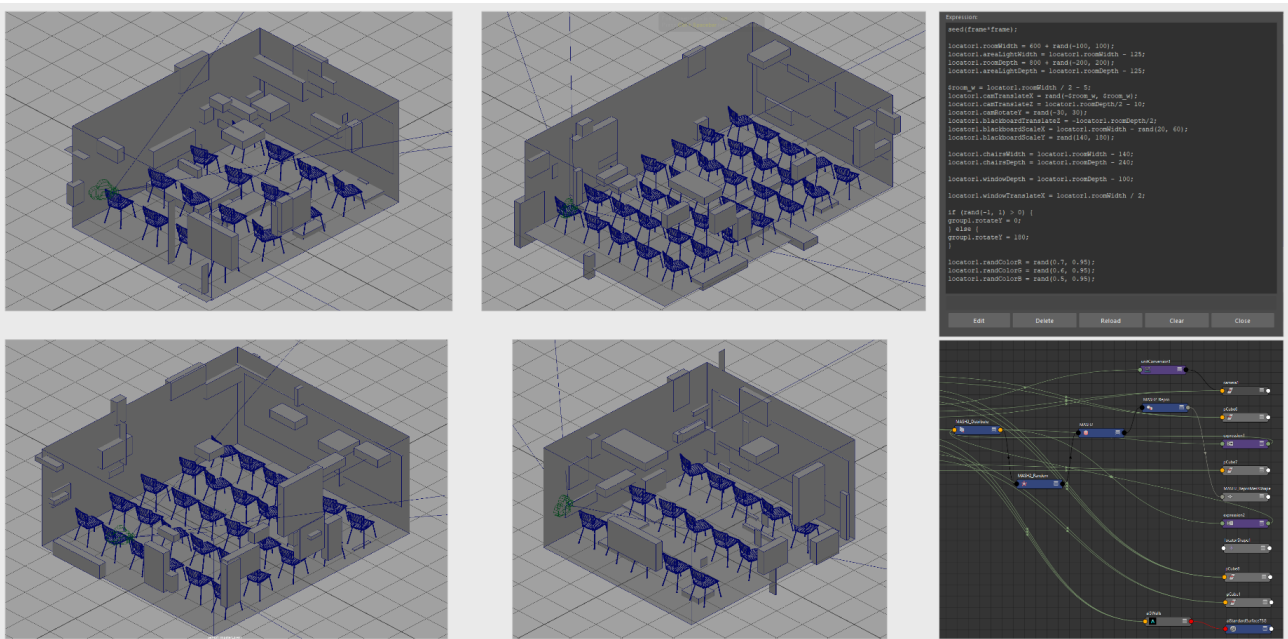 Expression:
seed(frame*frame);
locator1.roomWidth = 600 + rand(-100, 100);
locator1.areaLightWidth = locator1.roomWidth - 125;
locator1.roomDepth = 800 + rand(-200, 200);
locator1.areaLightDepth = locator1.roomDepth - 125;
$room_w = locator1.roomWidth / 2 - 5;
locator1.camTranslateX = rand(-$room_w, $room_w);
locator1.camTranslateZ = locator1.roomDepth/2 - 10;
locator1.camRotateY = rand(-30, 30);
locator1.blackboardTranslateZ = -locator1.roomDepth/2;
locator1.blackboardScaleX = locator1.roomWidth - rand(20, 60);
locator1.blackboardScaleY = rand(140, 180);
locator1.chairsWidth = locator1.roomWidth - 140;
locator1.chairsDepth = locator1.roomDepth - 240;
locator1.windowDepth = locator1.roomDepth - 100;
locator1.windowTranslateX = locator1.roomWidth / 2;
if (rand(-1, 1) > 0) {
group1.rotateY = 0;
} else {
group1.rotateY = 180;
}
locator1.randColorR = rand(0.7, 0.95);
locator1.randColorG = rand(0.6, 0.95);
locator1.randColorB = rand(0.5, 0.95);
Edit
Delete
Reload
Clear
Close
unitConversion1
camera1
MASH1_Repro
pCube6
MASH1
expression1
MASH1_Random
expression2
locatorShape1
pCube1